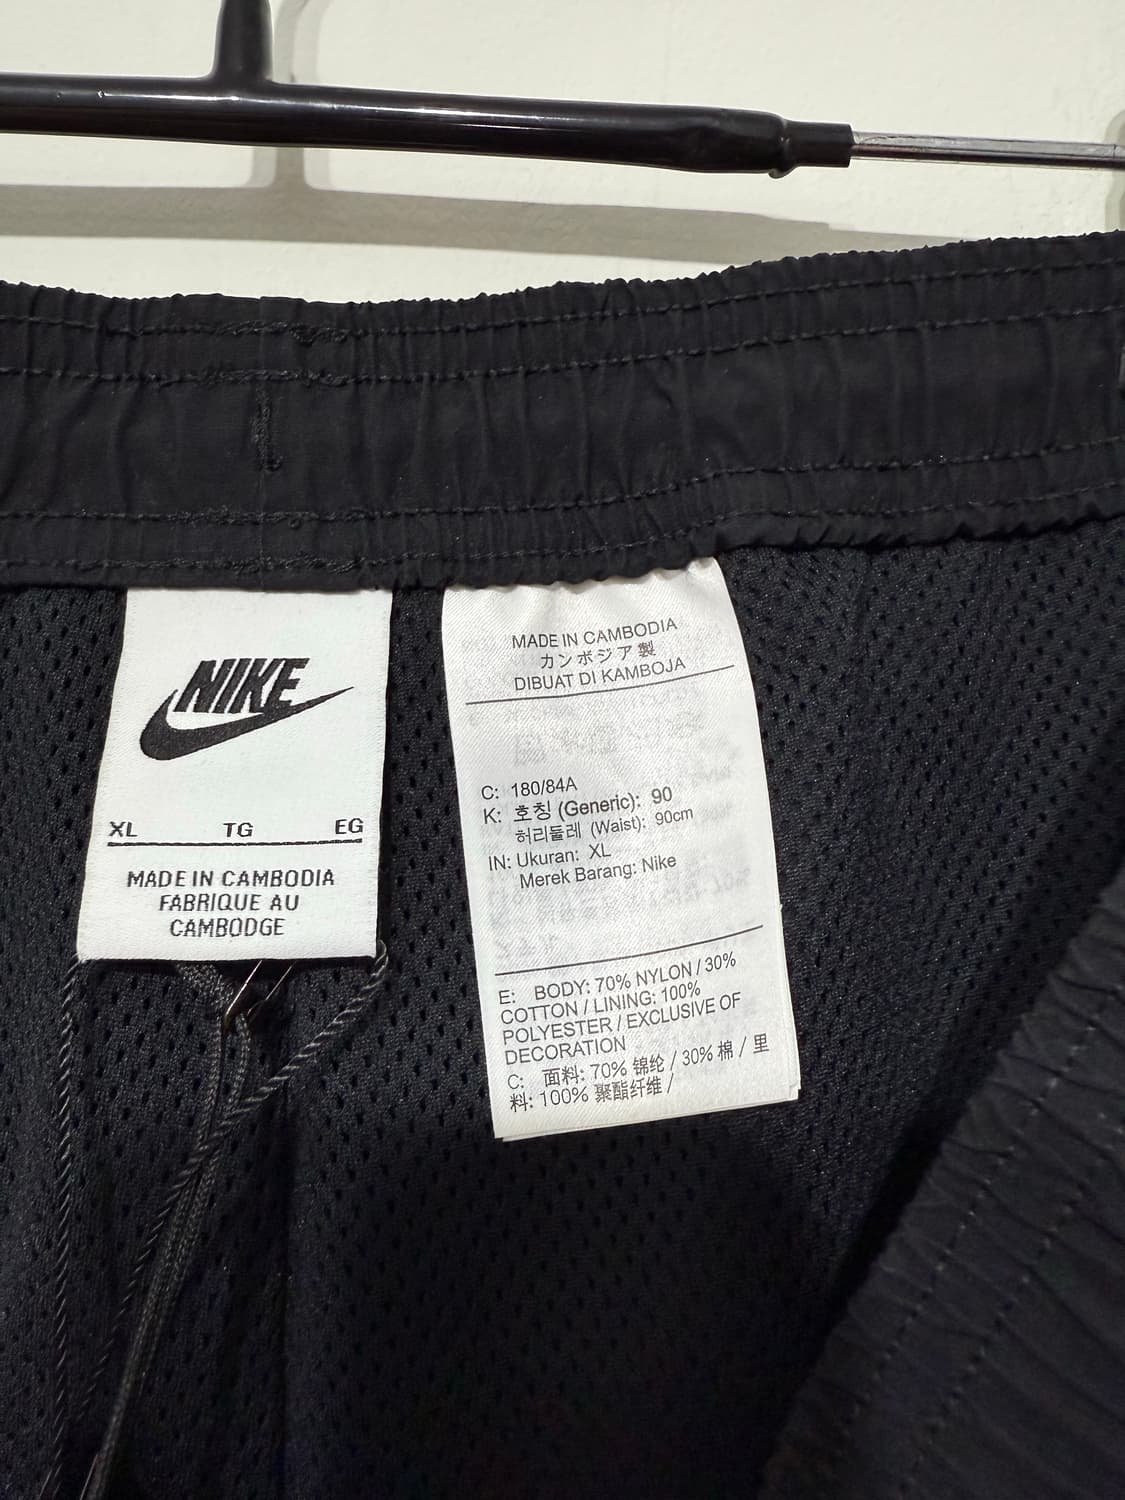 NIKE
XL TG EG
MADE IN CAMBODIA
FABRIQUE AU
CAMBODGE
MADE IN CAMBODIA
カンボジア製
DIBUAT DI KAMBOJA
C: 180/84A
K: 호칭 (Generic): 90
허리둘레 (Waist): 90cm
IN: Ukuran: XL
Merek Barang: Nike
E: BODY: 70% NYLON / 30%
COTTON / LINING: 100%
POLYESTER / EXCLUSIVE OF
DECORATION
C: 面料: 70% 锦纶 / 30% 棉 / 里
料: 100% 聚酯纤维 /